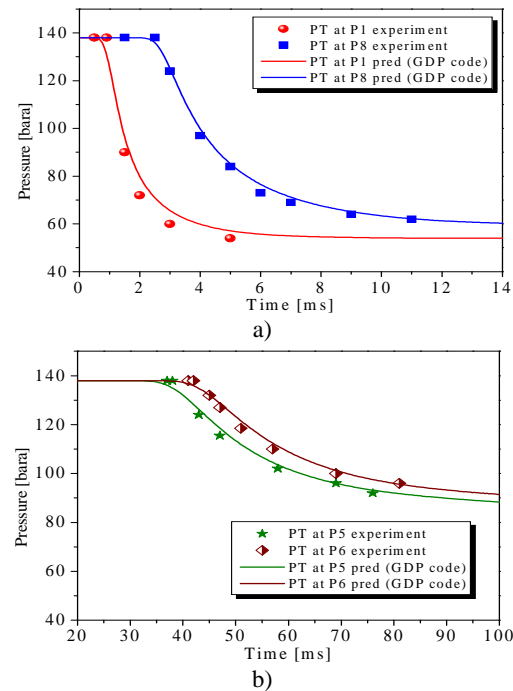 PT at P1 experiment
PT at P8 experiment
PT at P1 pred (GDP code)
PT at P8 pred (GDP code)
Pressure [bara]
140
120
100
80
60
40
0 2 4 6 8 10 12 14
Time [ms]
a)
Pressure [bara]
140
120
100
80
60
40
PT at P5 experiment
PT at P6 experiment
PT at P5 pred (GDP code)
PT at P6 pred (GDP code)
20 30 40 50 60 70 80 90 100
Time [ms]
b)